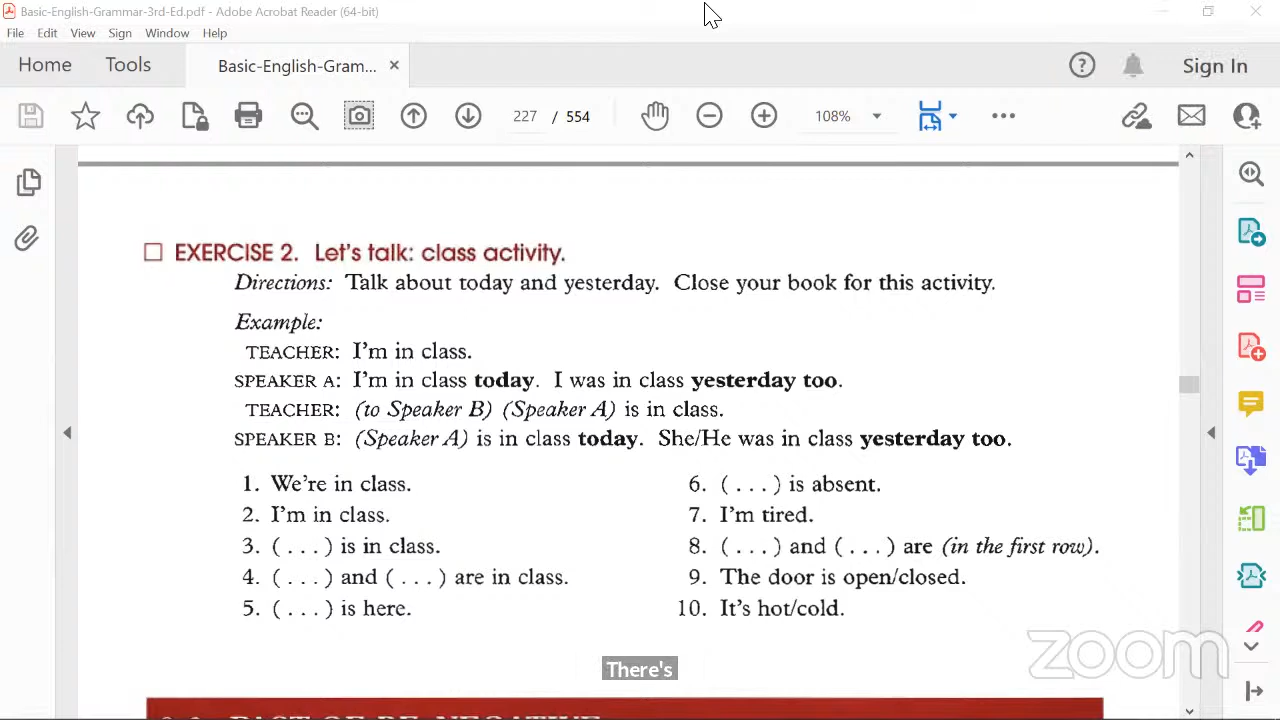 Basic-English-Grammar-3rd-Ed.pdf - Adobe Acrobat Reader (64-bit)
File Edit View Sign Window Help
Home Tools Basic-English-Gram... × Sign In
227 / 554 108%
EXERCISE 2. Let's talk: class activity.
Directions: Talk about today and yesterday. Close your book for this activity.
Example:
TEACHER: I'm in class.
SPEAKER A: I'm in class today. I was in class yesterday too.
TEACHER: (to Speaker B) (Speaker A) is in class.
SPEAKER B: (Speaker A) is in class today. She/He was in class yesterday too.
1. We're in class.
2. I'm in class.
3. ( . . . ) is in class.
4. ( . . . ) and ( . . . ) are in class.
5. ( . . . ) is here.
6. ( . . . ) is absent.
7. I'm tired.
8. ( . . . ) and ( . . . ) are (in the first row).
9. The door is open/closed.
10. It's hot/cold.
zoom
There's
PAST OF BE: NEGATIVE